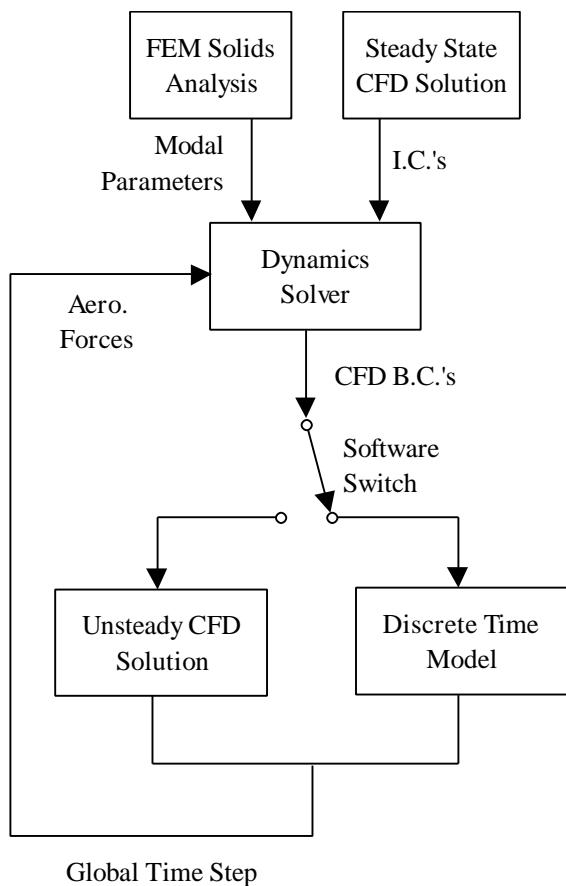 FEM Solids
Analysis
Steady State
CFD Solution
Modal
Parameters
I.C.'s
Dynamics
Solver
Aero.
Forces
CFD B.C.'s
Software
Switch
Unsteady CFD
Solution
Discrete Time
Model
Global Time Step